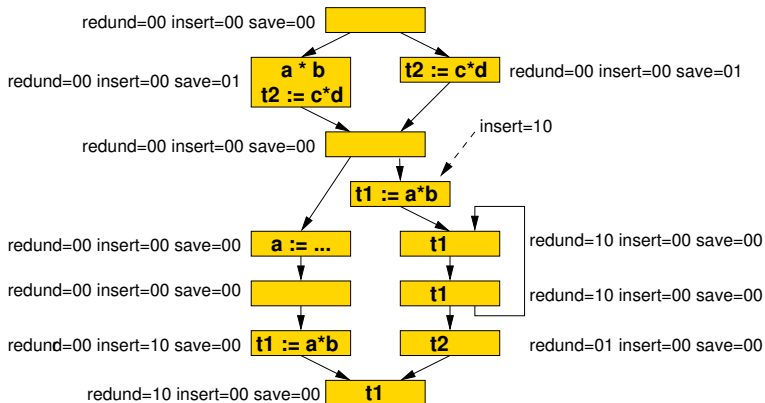 redund=00 insert=00 save=00
a * b
t2 := c*d
redund=00 insert=00 save=01
t2 := c*d
redund=00 insert=00 save=01
redund=00 insert=00 save=00
insert=10
t1 := a*b
redund=00 insert=00 save=00
a := ...
t1
redund=10 insert=00 save=00
redund=00 insert=00 save=00
t1
redund=10 insert=00 save=00
redund=00 insert=10 save=00
t1 := a*b
t2
redund=01 insert=00 save=00
redund=10 insert=00 save=00
t1